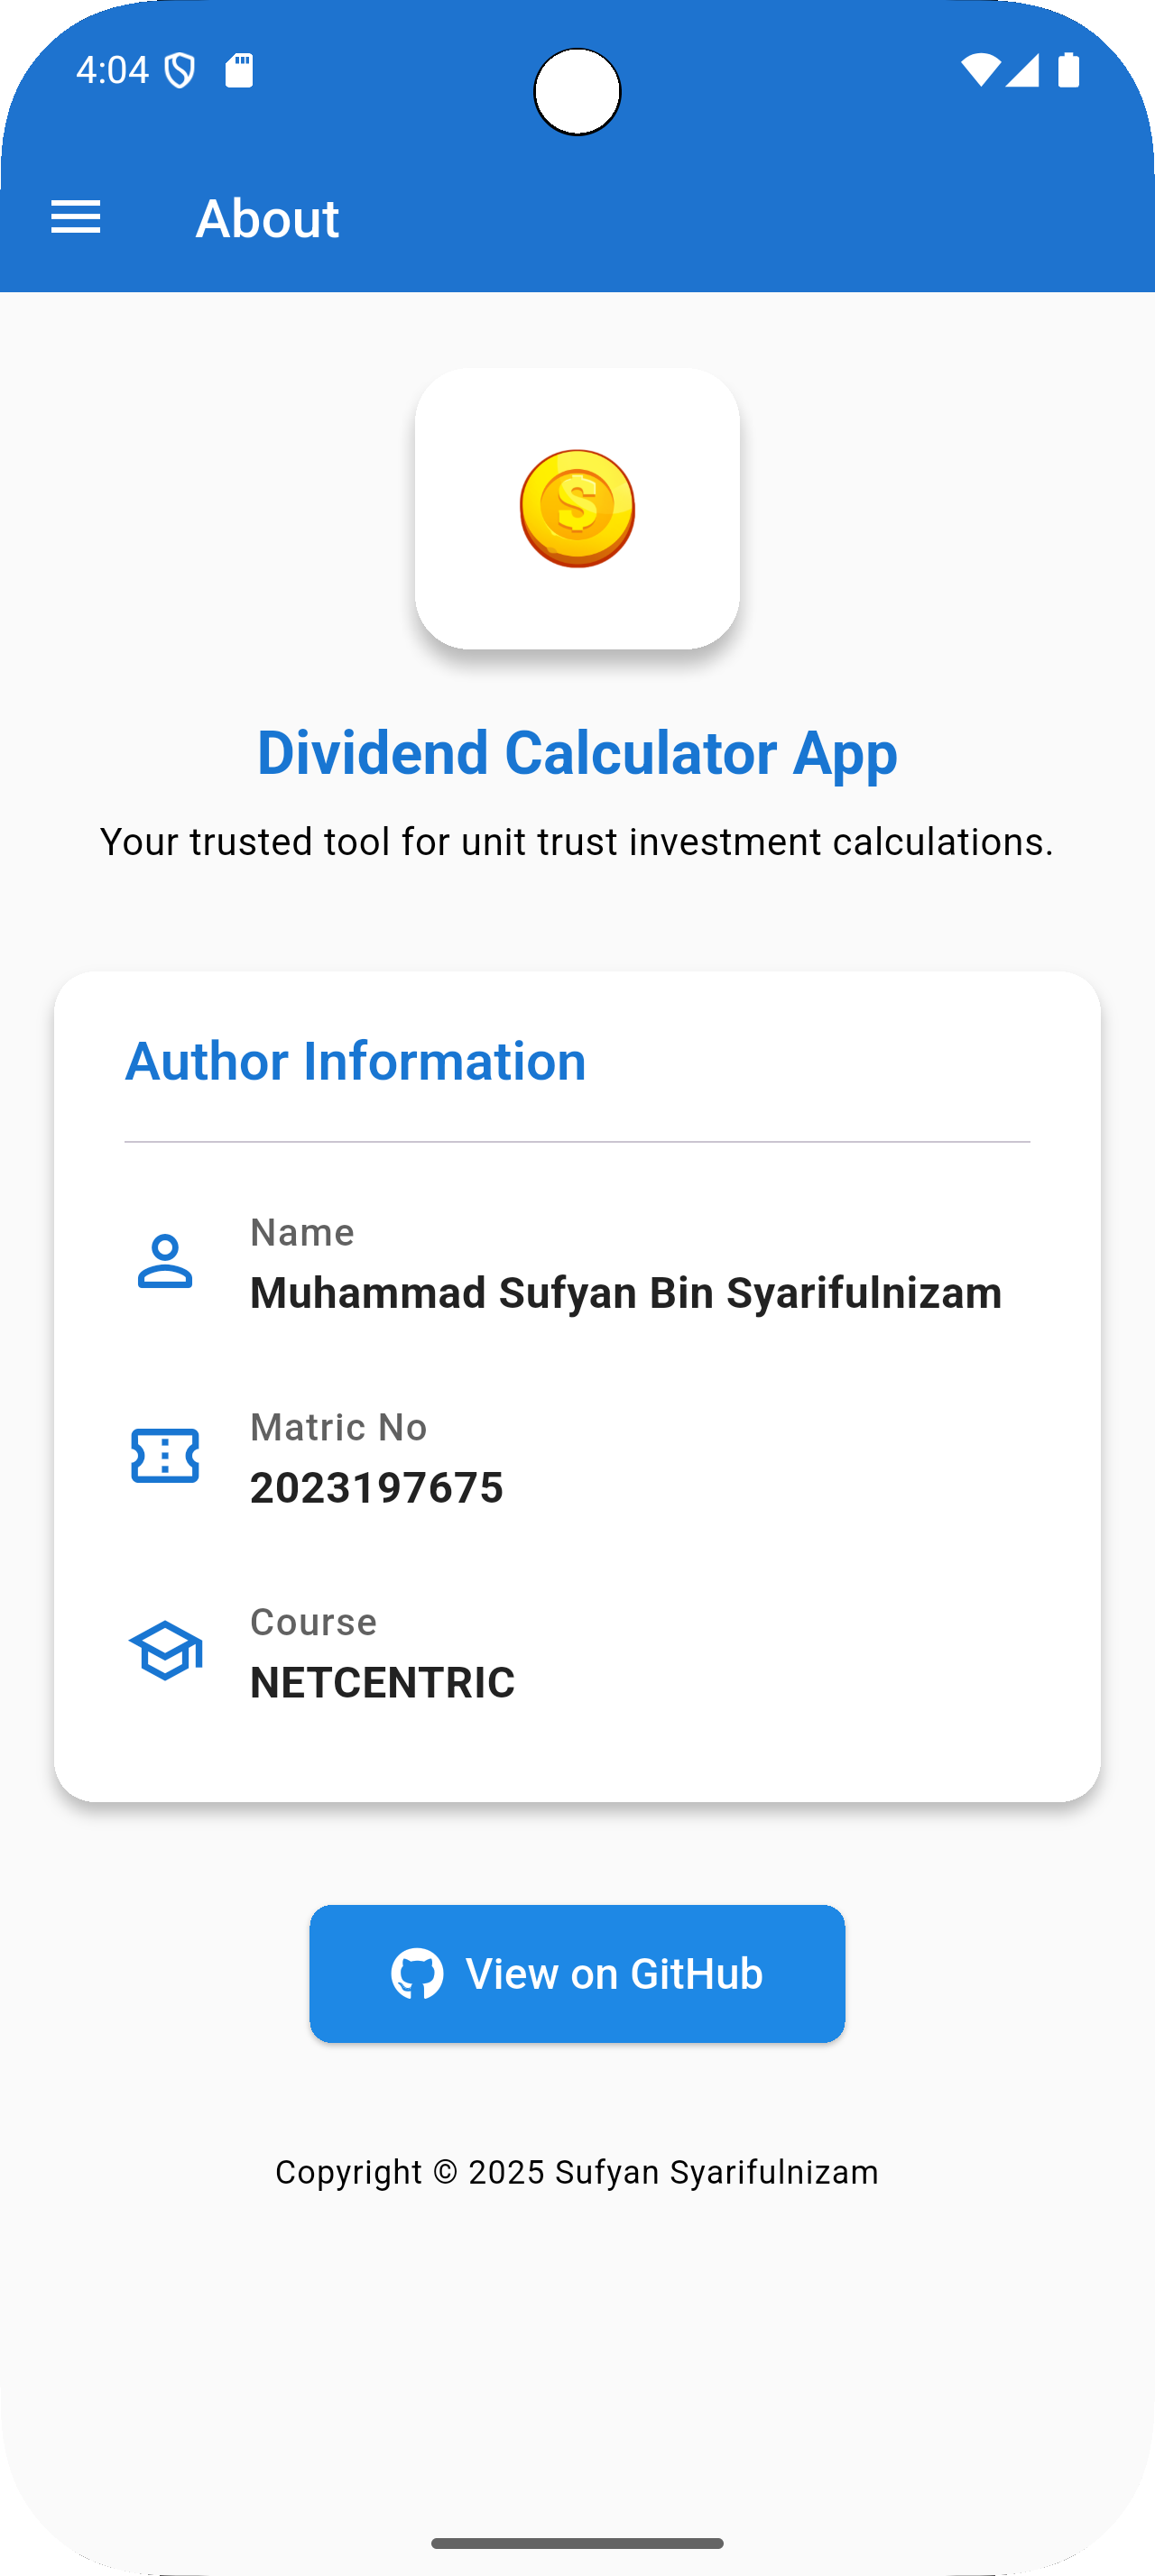 4:04
About
$
Dividend Calculator App
Your trusted tool for unit trust investment calculations.
Author Information
Name
Muhammad Sufyan Bin Syarifulnizam
Matric No
2023197675
Course
NETCENTRIC
View on GitHub
Copyright © 2025 Sufyan Syarifulnizam